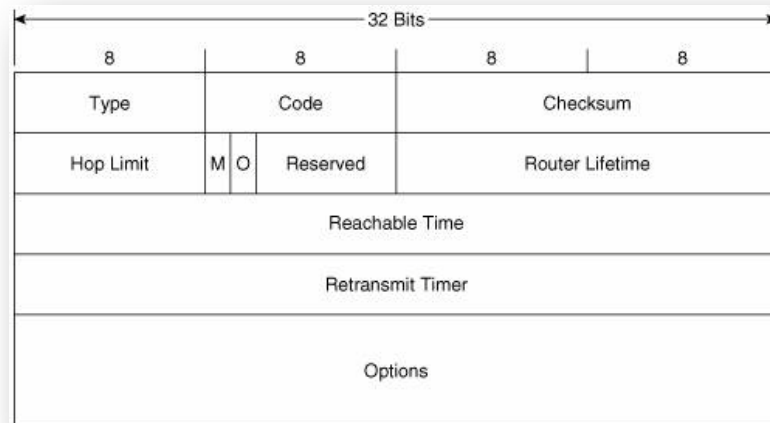 32 Bits
8 8 8 8
Type Code Checksum
Hop Limit M O Reserved Router Lifetime
Reachable Time
Retransmit Timer
Options